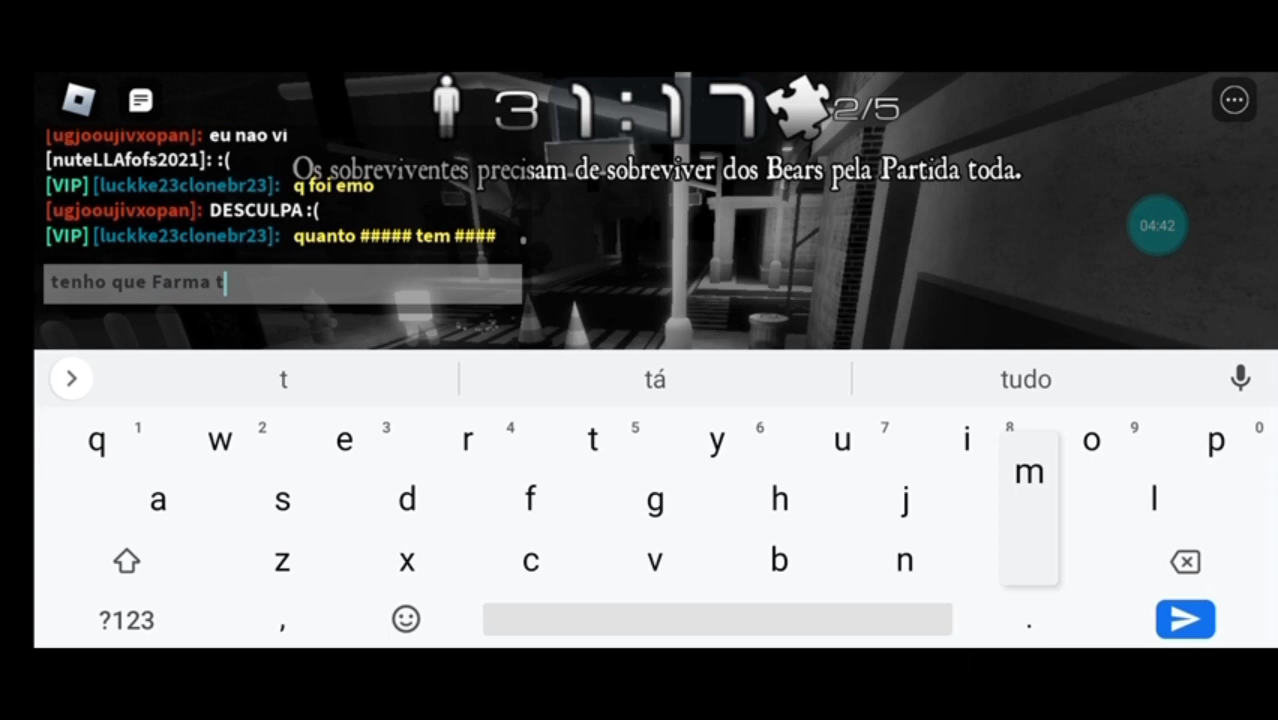 3 1:17 2/5
[ugjooujivxopan]: eu nao vi
[nuteLLAfofs2021]: :(
Os sobreviventes precisam de sobreviver dos Bears pela Partida toda.
[VIP] [luckke23clonebr23]: q foi emo
[ugjooujivxopan]: DESCULPA :(
[VIP] [luckke23clonebr23]: quanto ##### tem ####
04:42
tenho que Farma t
t tá tudo
q 1 w 2 e 3 r 4 t 5 y 6 u 7 i 8 o 9 p 0
a s d f g h j l
z x c v b n m
?123 , .